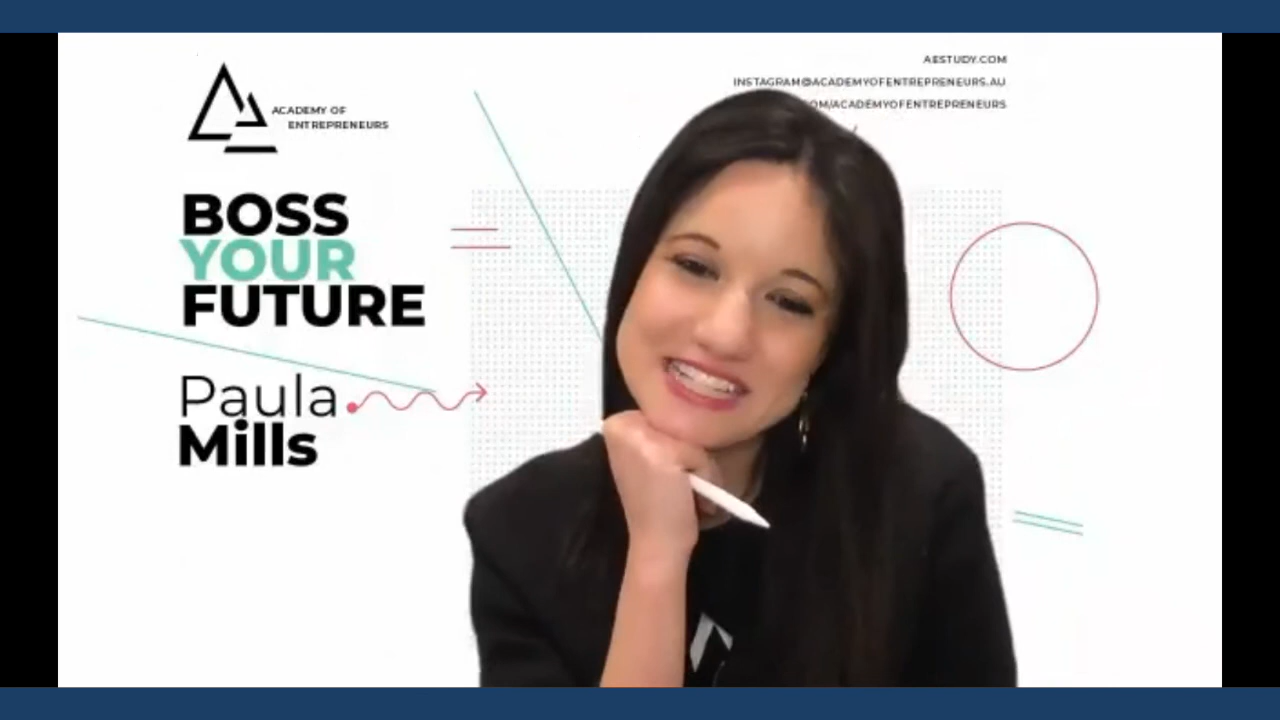 ACADEMY OF
ENTREPRENEURS
AESTUDY.COM
INSTAGRAM@ACADEMYOFENTREPRENEURS.AU
OM/ACADEMYOFENTREPRENEURS
BOSS
YOUR
FUTURE
Paula
Mills